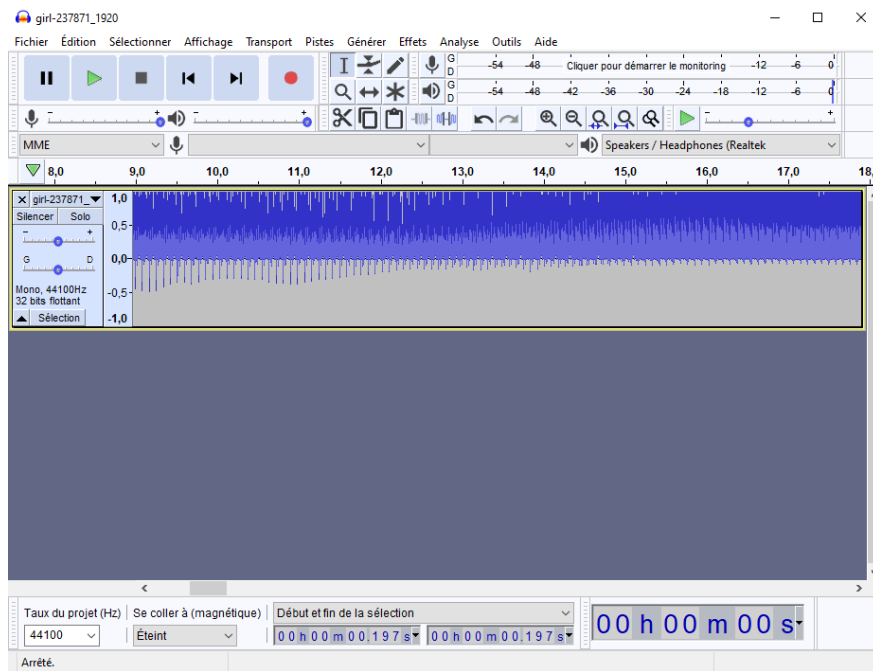 girl-237871_1920
Fichier Édition Sélectionner Affichage Transport Pistes Générer Effets Analyse Outils Aide
G
D
-54 -48 Cliquer pour démarrer le monitoring -12 -6 0
G
D
-54 -48 -42 -36 -30 -24 -18 -12 -6 0
- +
- +
- +
MME
Speakers / Headphones (Realtek
8,0 9,0 10,0 11,0 12,0 13,0 14,0 15,0 16,0 17,0 18,
girl-237871_
Silencer Solo
- +
G D
Mono, 44100Hz
32 bits flottant
Sélection
1,0
0,5-
0,0-
-0,5-
-1,0
Taux du projet (Hz) Se coller à (magnétique) Début et fin de la sélection
44100 Éteint 00 h 00 m 00.197 s 00 h 00 m 00.197 s
00 h 00 m 00 s
Arrêté.